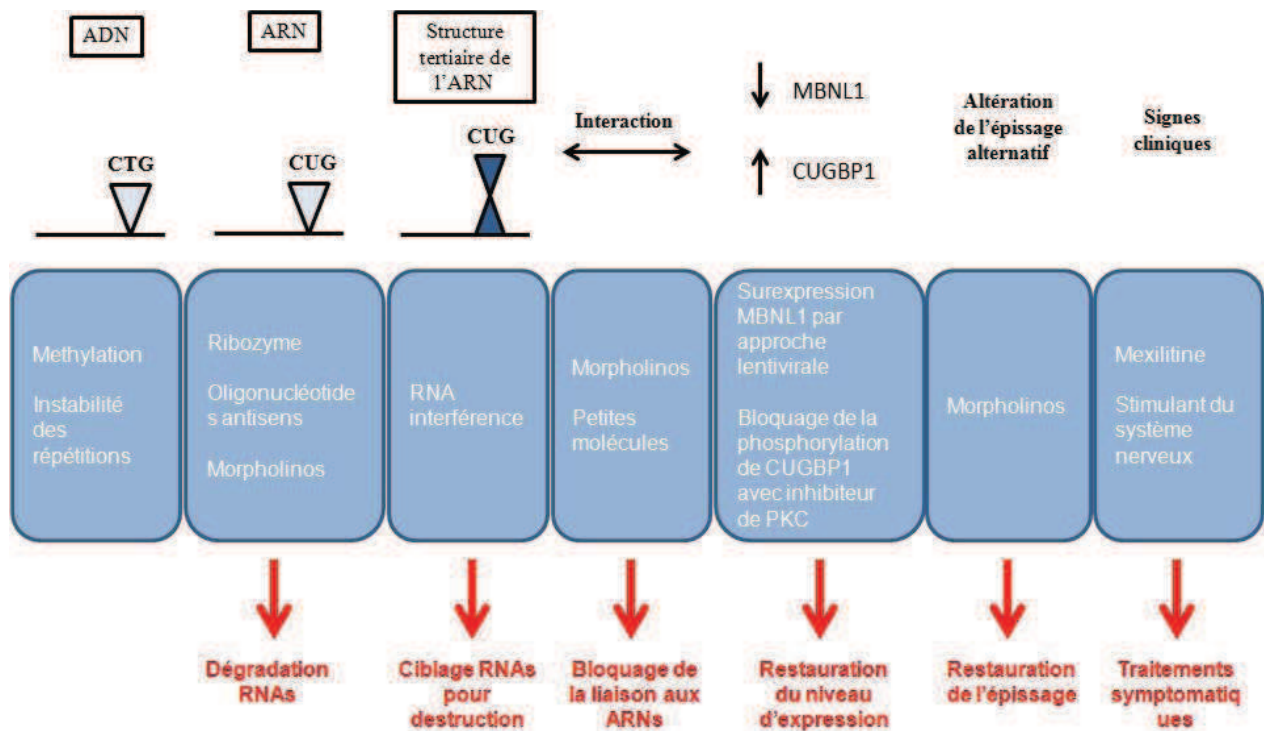 ADN
ARN
Structure
tertiaire de
l'ARN
CTG
CUG
CUG
Interaction
MBNL1
CUGBP1
Altération
de l'épissage
alternatif
Signes
cliniques
Methylation
Instabilité
des
répétitions
Ribozyme
Oligonucléotide
s antisens
Morpholinos
RNA
interférence
Morpholinos
Petites
molécules
Surexpression
MBNL1 par
approche
lentivirale
Bloquage de la
phosphorylation
de CUGBP1
avec inhibiteur
de PKC
Morpholinos
Mexilitine
Stimulant du
système
nerveux
Dégradation
RNAs
Ciblage RNAs
pour
destruction
Bloquage de
la liaison aux
ARNs
Restauration
du niveau
d'expression
Restauration
de l'épissage
Traitements
symptomatiq
ues